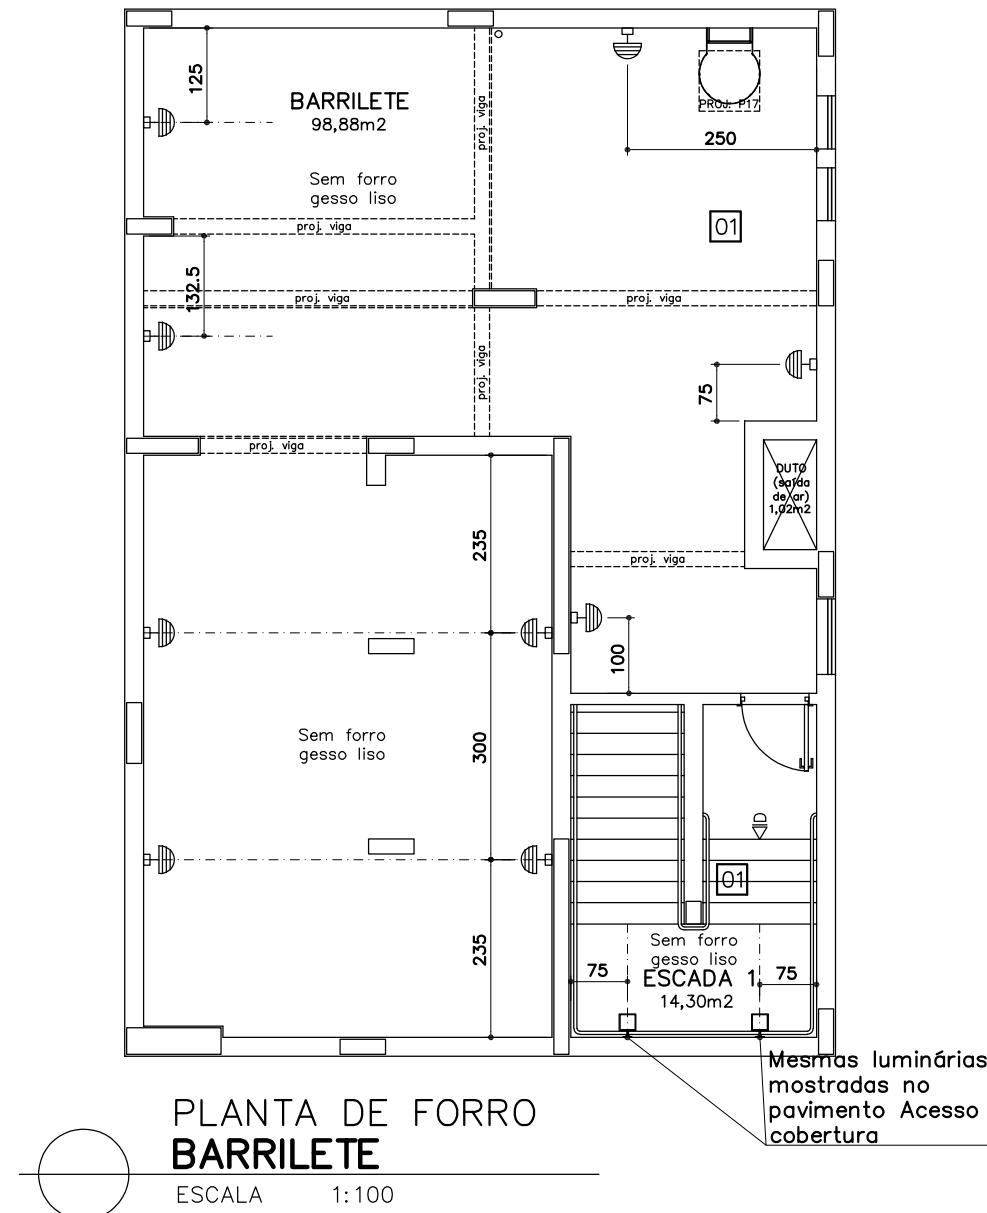 125
BARRILETE
98,88m2
Sem forro
gesso liso
proj. viga
PROJ. P17
250
01
proj. viga
132.5
proj. viga
proj. viga
proj. viga
75
proj. viga
DUTO
(saída
de ar)
1,02m2
235
proj. viga
100
Sem forro
gesso liso
300
D
01
235
Sem forro
gesso liso
75
ESCADA 1
75
14,30m2
Mesmas luminárias
mostradas no
pavimento Acesso
cobertura
PLANTA DE FORRO
BARRILETE
ESCALA 1:100